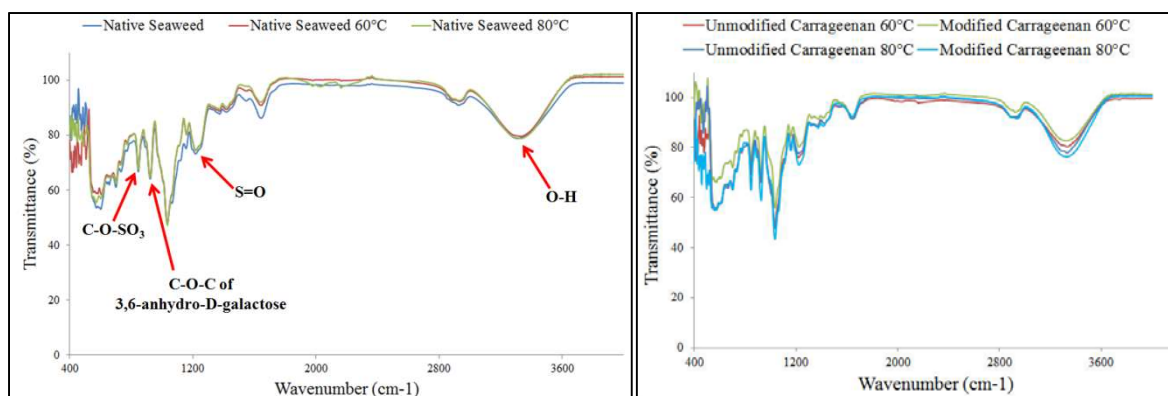 Native Seaweed Native Seaweed 60°C Native Seaweed 80°C
120
100
80
60
40
20
0
400 1200 2000 2800 3600
Transmittance (%)
Wavenumber (cm-1)
C-O-SO3
C-O-C of
3,6-anhydro-D-galactose
S=O
O-H
Unmodified Carrageenan 60°C Modified Carrageenan 60°C
Unmodified Carrageenan 80°C Modified Carrageenan 80°C
120
100
80
60
40
20
0
400 1200 2000 2800 3600
Transmittance (%)
Wavenumber (cm-1)